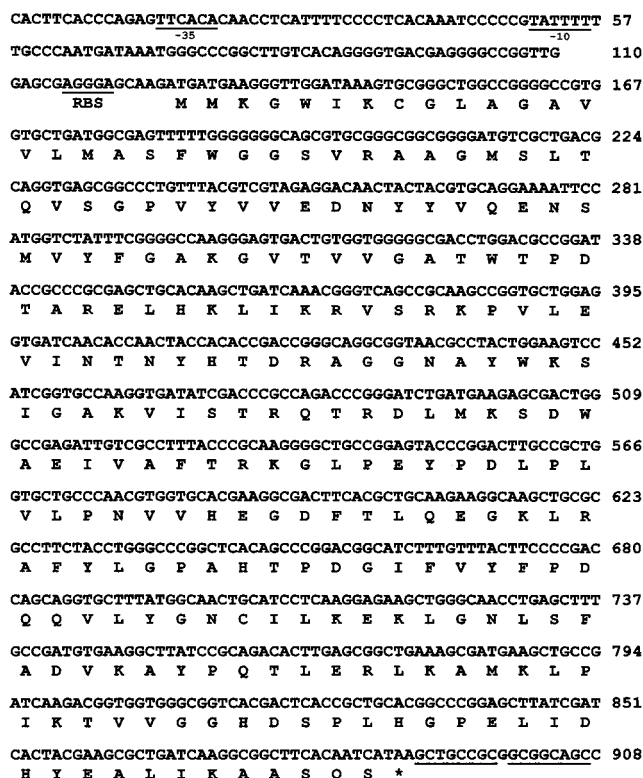 CACTTCACCCAGAGTTCACACAACCTCATTTTCCCCTCACAAATCCCCCGTATTTTT 57
-35 -10
TGCCCAATGATAAATGGGCCCGGCTTGTCACAGGGGTGACGAGGGGCCGGTTG 110
GAGCGAGGGAGCAAGATGATGAAGGGTTGGATAAAGTGCGGGCTGGCCGGGGCCGTG 167
RBS M M K G W I K C G L A G A V
GTGCTGATGGCGAGTTTTTGGGGGGGCAGCGTGCGGGCGGCGGGGATGTCGCTGACG 224
V L M A S F W G G S V R A A G M S L T
CAGGTGAGCGGCCCTGTTTACGTCGTAGAGGACAACTACTACGTGCAGGAAAATTCC 281
Q V S G P V Y V V E D N Y Y V Q E N S
ATGGTCTATTTCGGGGCCAAGGGAGTGACTGTGGTGGGGGCGACCTGGACGCCGGAT 338
M V Y F G A K G V T V V G A T W T P D
ACCGCCCGCGAGCTGCACAAGCTGATCAAACGGGTCAGCCGCAAGCCGGTGCTGGAG 395
T A R E L H K L I K R V S R K P V L E
GTGATCAACACCAACTACCACACCGACCGGGCAGGCGGTAACGCCTACTGGAAGTCC 452
V I N T N Y H T D R A G G N A Y W K S
ATCGGTGCCAAGGTGATATCGACCCGCCAGACCCGGGATCTGATGAAGAGCGACTGG 509
I G A K V I S T R Q T R D L M K S D W
GCCGAGATTGTCGCCTTTACCCGCAAGGGGCTGCCGGAGTACCCGGACTTGCCGCTG 566
A E I V A F T R K G L P E Y P D L P L
GTGCTGCCCAACGTGGTGCACGAAGGCGACTTCACGCTGCAAGAAGGCAAGCTGCGC 623
V L P N V V H E G D F T L Q E G K L R
GCCTTCTACCTGGGCCCGGCTCACAGCCCGGACGGCATCTTTGTTTACTTCCCCGAC 680
A F Y L G P A H T P D G I F V Y F P D
CAGCAGGTGCTTTATGGCAACTGCATCCTCAAGGAGAAGCTGGGCAACCTGAGCTTT 737
Q Q V L Y G N C I L K E K L G N L S F
GCCGATGTGAAGGCTTATCCGCAGACACTTGAGCGGCTGAAAGCGATGAAGCTGCCG 794
A D V K A Y P Q T L E R L K A M K L P
ATCAAGACGGTGGTGGGCGGTCACGACTCACCGCTGCACGGCCCGGAGCTTATCGAT 851
I K T V V G G H D S P L H G P E L I D
CACTACGAAGCGCTGATCAAGGCGGCTTCACAATCATAAGCTGCCGCGGCGGCAGCC 908
H Y E A L I K A A S Q S *